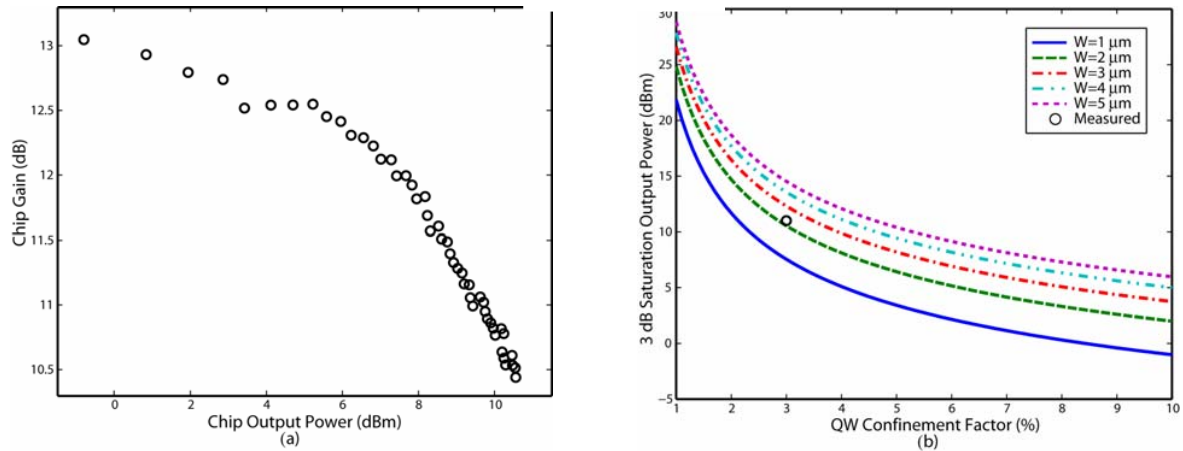 13
12.5
12
11.5
11
10.5
Chip Gain (dB)
0 2 4 6 8 10
Chip Output Power (dBm)
(a)
30
25
20
15
10
5
0
−5
3 dB Saturation Output Power (dBm)
W=1 μm
W=2 μm
W=3 μm
W=4 μm
W=5 μm
Measured
1 2 3 4 5 6 7 8 9 10
QW Confinement Factor (%)
(b)